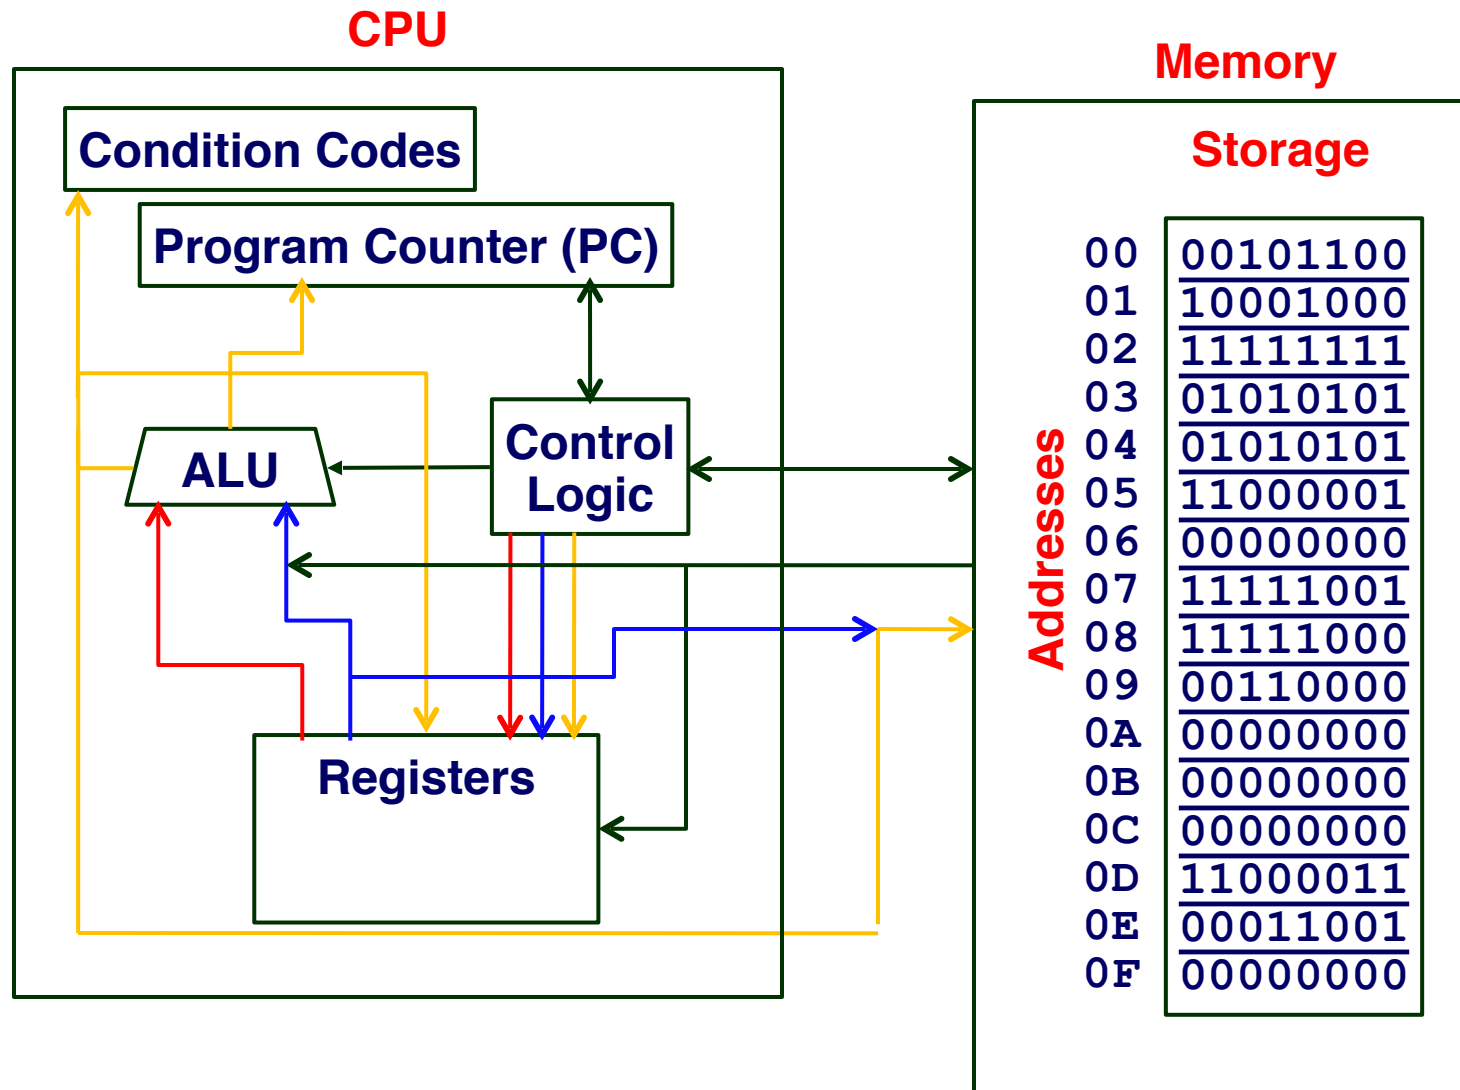 CPU
Condition Codes
Program Counter (PC)
ALU
Control
Logic
Registers
Memory
Storage
Addresses
00 00101100
01 10001000
02 11111111
03 01010101
04 01010101
05 11000001
06 00000000
07 11111001
08 11111000
09 00110000
0A 00000000
0B 00000000
0C 00000000
0D 11000011
0E 00011001
0F 00000000